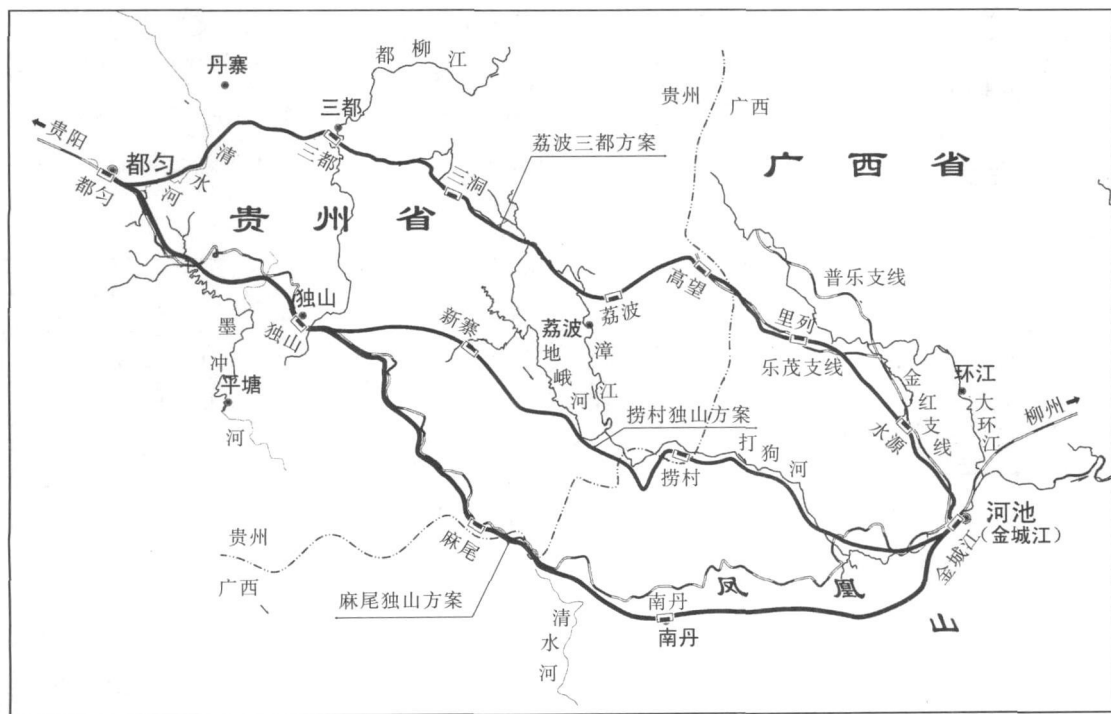 丹寨
都柳江
三都
三都
贵州
广西
贵阳
都匀
都匀
清水河
三洞
荔波三都方案
广西省
贵州省
高望
普乐支线
独山
独山
墨冲河
平塘
新寨
荔波
荔波
地峨河
漳江
里列
乐茂支线
金红支线
环江
大环江
柳州
水源
捞村独山方案
打狗河
捞村
河池
(金城江)
金城江
贵州
广西
麻尾
麻尾独山方案
清水河
南丹
南丹
凤凰山